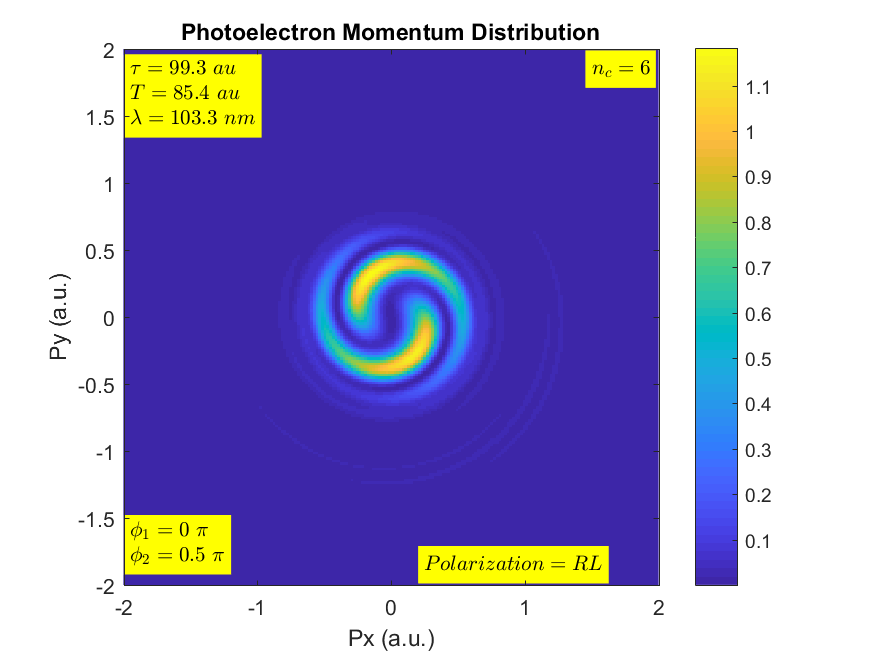 Photoelectron Momentum Distribution
τ = 99.3 au
T = 85.4 au
λ = 103.3 nm
n_c = 6
2
1.5
1
0.5
0
-0.5
-1
-1.5
-2
Py (a.u.)
ϕ_1 = 0 π
ϕ_2 = 0.5 π
Polarization = RL
-2 -1 0 1 2
Px (a.u.)
1.1
1
0.9
0.8
0.7
0.6
0.5
0.4
0.3
0.2
0.1